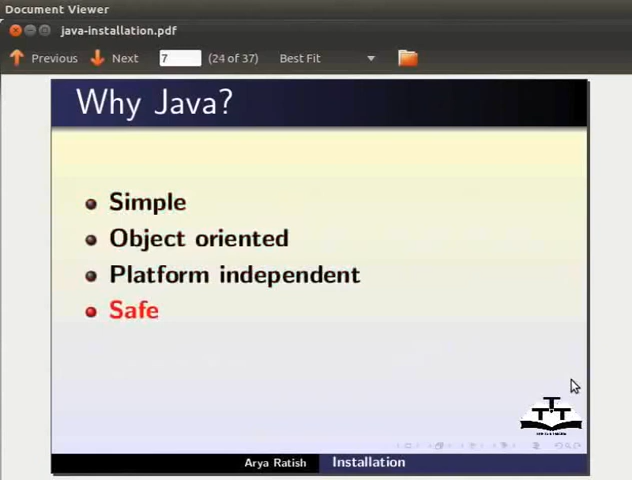 Document Viewer
java-installation.pdf
Previous Next 7 (24 of 37) Best Fit
Why Java?
Simple
Object oriented
Platform independent
Safe
TTT
Arya Ratish Installation